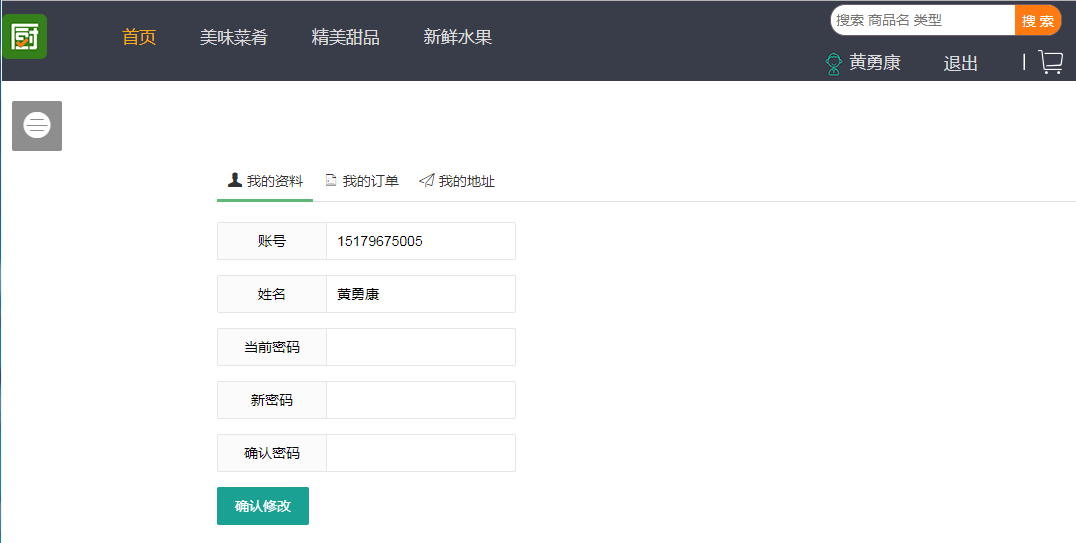 厨
首页 美味菜肴 精美甜品 新鲜水果
搜索 商品名 类型 搜 索
黄勇康 退出
我的资料 我的订单 我的地址
账号 15179675005
姓名 黄勇康
当前密码
新密码
确认密码
确认修改